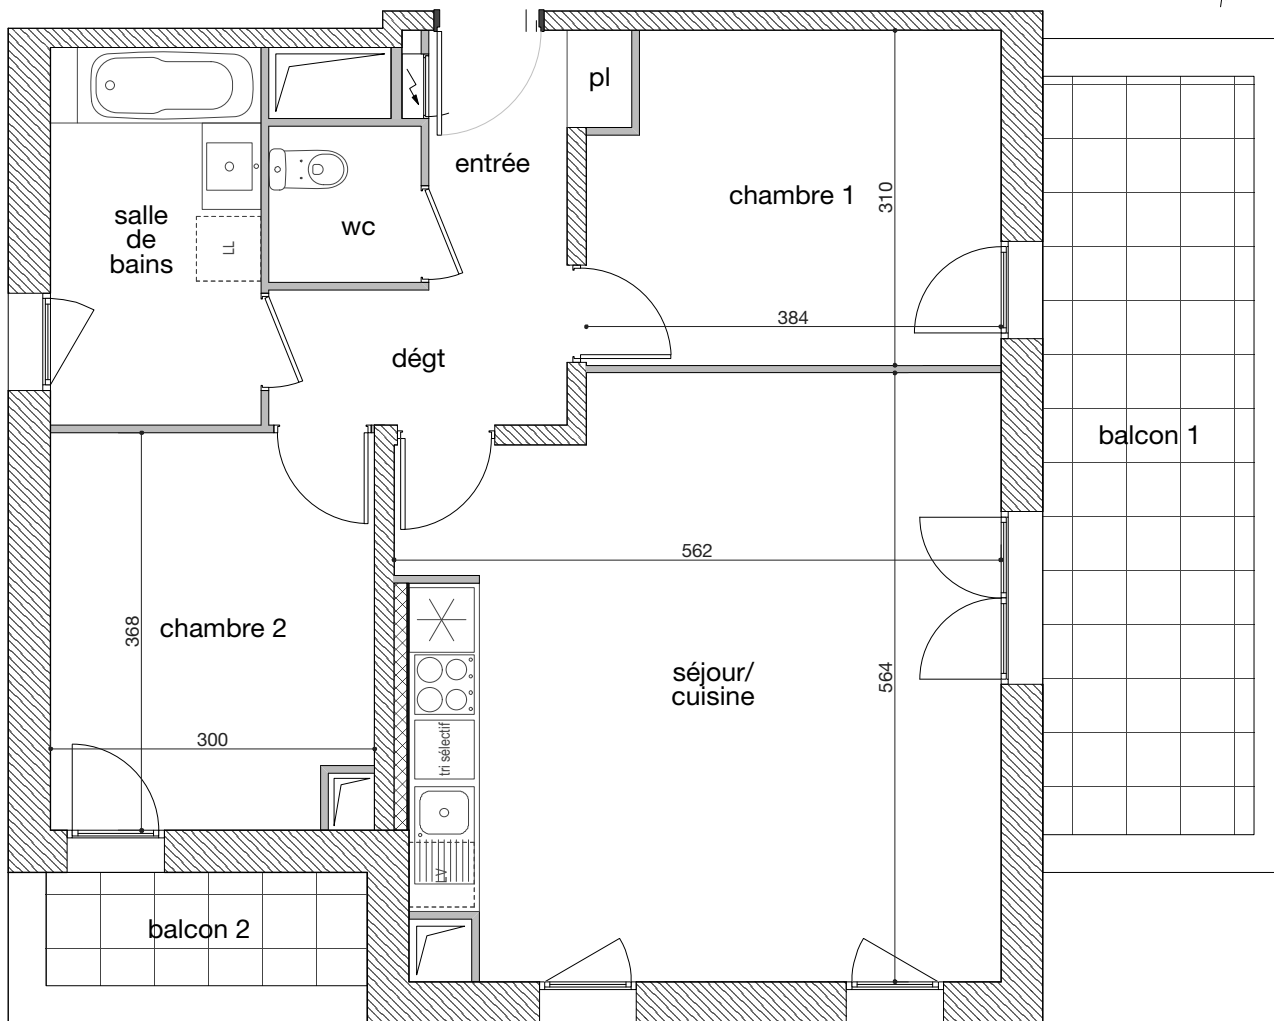 pl
entrée
chambre 1
310
salle
de
bains
wc
LL
384
dégt
balcon 1
562
chambre 2
368
séjour/
cuisine
564
300
tri sélectif
LV
balcon 2